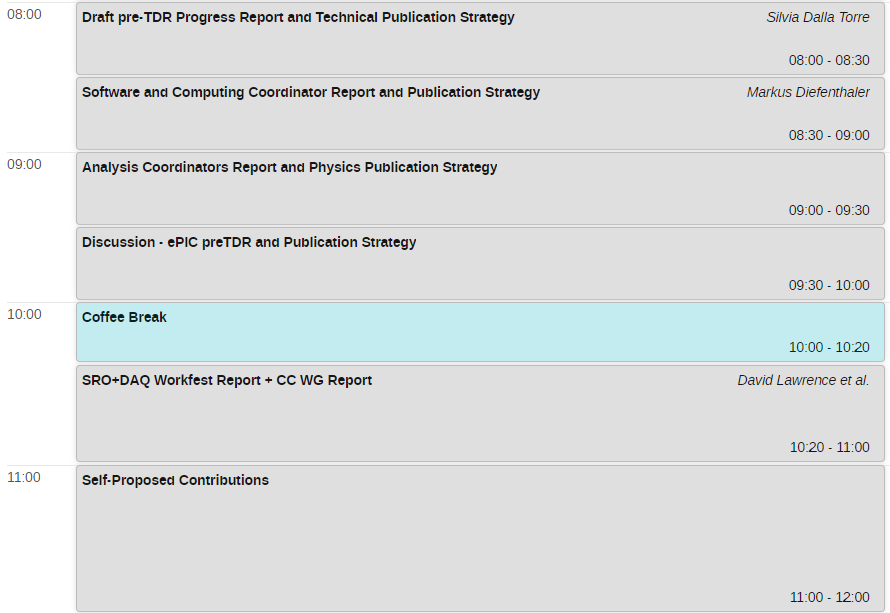 08:00
Draft pre-TDR Progress Report and Technical Publication Strategy Silvia Dalla Torre
08:00 - 08:30
Software and Computing Coordinator Report and Publication Strategy Markus Diefenthaler
08:30 - 09:00
09:00
Analysis Coordinators Report and Physics Publication Strategy
09:00 - 09:30
Discussion - ePIC preTDR and Publication Strategy
09:30 - 10:00
10:00
Coffee Break
10:00 - 10:20
SRO+DAQ Workfest Report + CC WG Report David Lawrence et al.
10:20 - 11:00
11:00
Self-Proposed Contributions
11:00 - 12:00